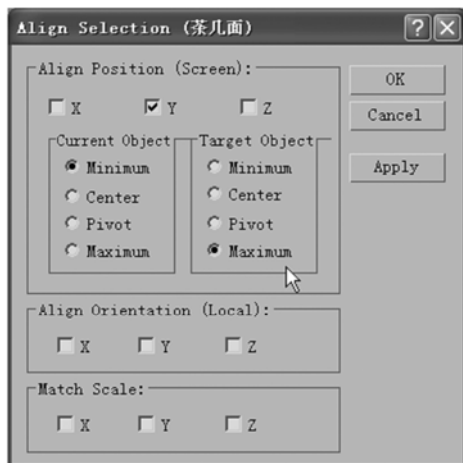 Align Selection (茶几面)
Align Position (Screen):
X Y Z
OK
Cancel
Apply
Current Object Target Object
Minimum Minimum
Center Center
Pivot Pivot
Maximum Maximum
Align Orientation (Local):
X Y Z
Match Scale:
X Y Z